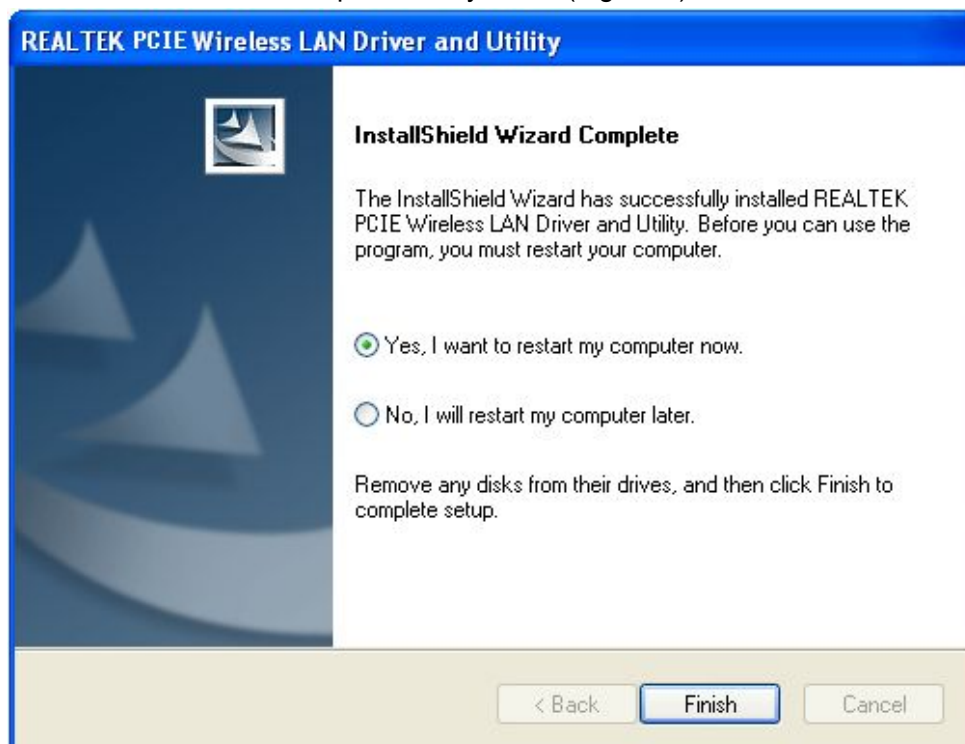 REALTEK PCIE Wireless LAN Driver and Utility
InstallShield Wizard Complete
The InstallShield Wizard has successfully installed REALTEK
PCIE Wireless LAN Driver and Utility. Before you can use the
program, you must restart your computer.
Yes, I want to restart my computer now.
No, I will restart my computer later.
Remove any disks from their drives, and then click Finish to
complete setup.
< Back Finish Cancel